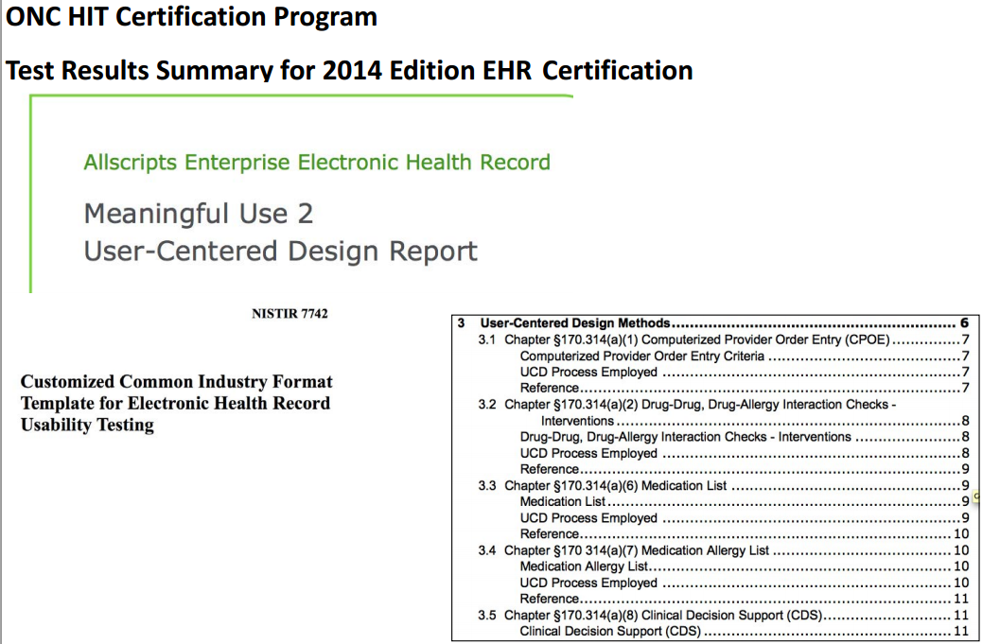 ONC HIT Certification Program
Test Results Summary for 2014 Edition EHR Certification
Allscripts Enterprise Electronic Health Record
Meaningful Use 2
User-Centered Design Report
NISTIR 7742
Customized Common Industry Format
Template for Electronic Health Record
Usability Testing
3 User-Centered Design Methods........................................................................ 6
3.1 Chapter §170.314(a)(1) Computerized Provider Order Entry (CPOE)...............7
Computerized Provider Order Entry Criteria ................................................7
UCD Process Employed .........................................................................7
Reference...............................................................................................7
3.2 Chapter §170.314(a)(2) Drug-Drug, Drug-Allergy Interaction Checks -
Interventions.......................................................................................8
Drug-Drug, Drug-Allergy Interaction Checks - Interventions .........................8
UCD Process Employed .........................................................................8
Reference...............................................................................................9
3.3 Chapter §170.314(a)(6) Medication List ......................................................9
Medication List.........................................................................................9
UCD Process Employed .........................................................................9
Reference............................................................................................. 10
3.4 Chapter §170 314(a)(7) Medication Allergy List .......................................... 10
Medication Allergy List............................................................................ 10
UCD Process Employed ....................................................................... 10
Reference............................................................................................. 11
3.5 Chapter §170.314(a)(8) Clinical Decision Support (CDS)............................. 11
Clinical Decision Support (CDS) ............................................................. 11